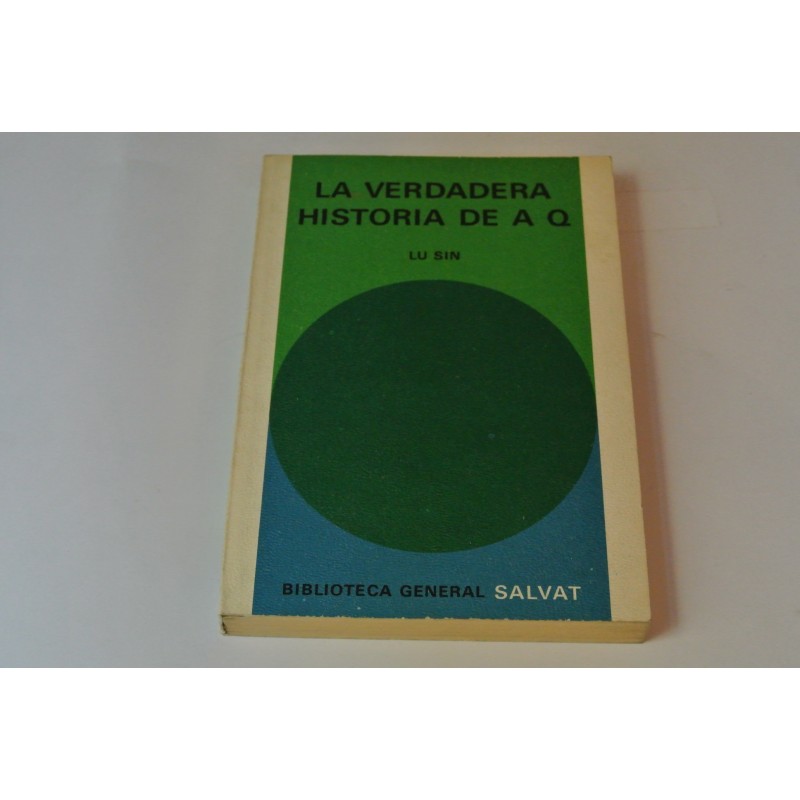 LA VERDADERA
HISTORIA DE A Q
LU SIN
BIBLIOTECA GENERAL SALVAT